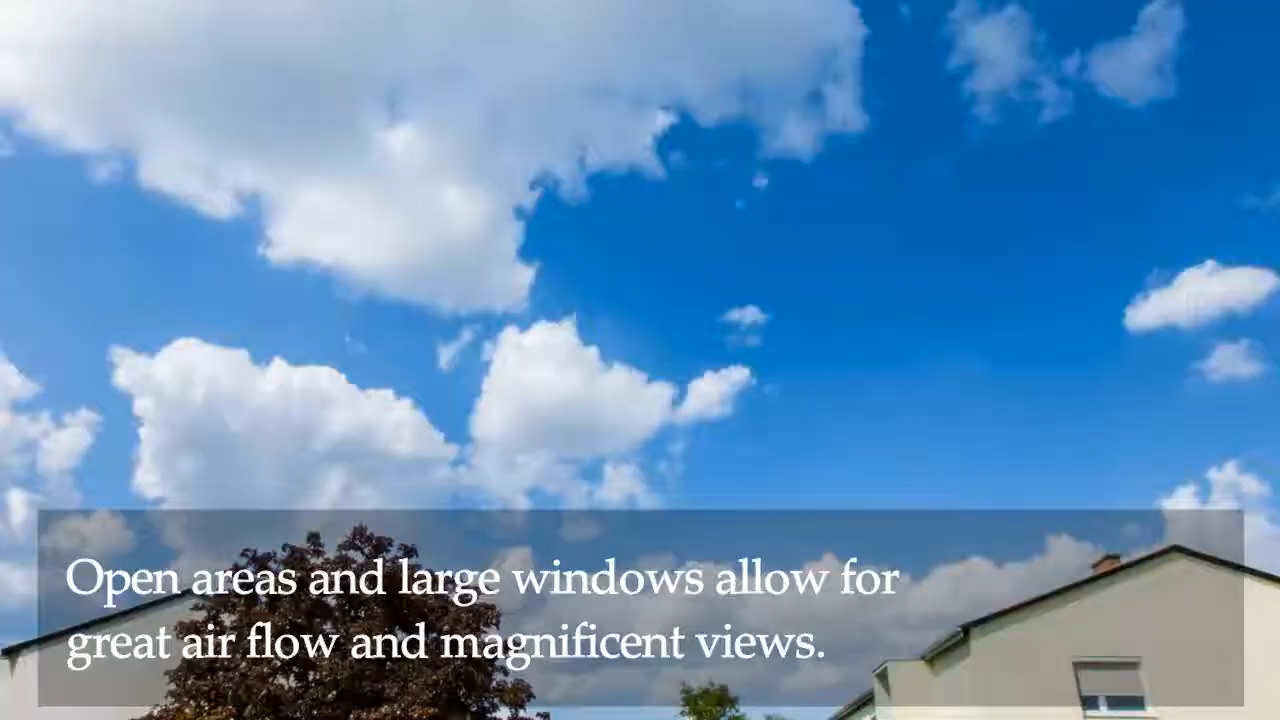 Open areas and large windows allow for
great air flow and magnificent views.